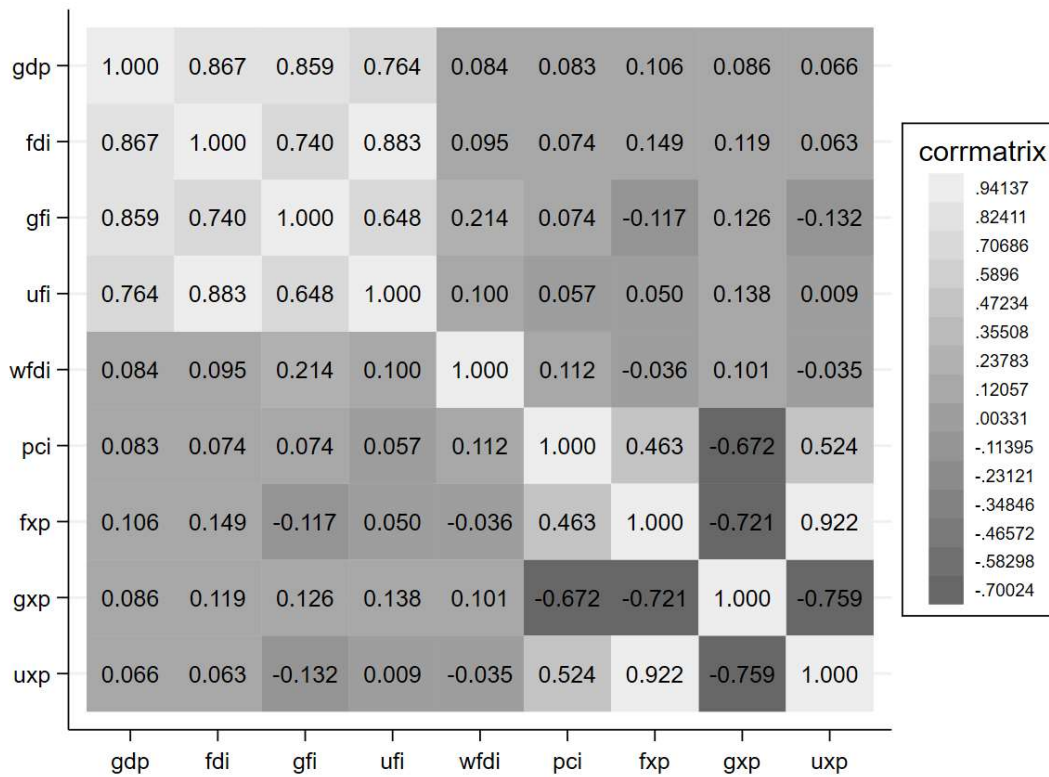 gdp 1.000 0.867 0.859 0.764 0.084 0.083 0.106 0.086 0.066
fdi 0.867 1.000 0.740 0.883 0.095 0.074 0.149 0.119 0.063
gfi 0.859 0.740 1.000 0.648 0.214 0.074 -0.117 0.126 -0.132
ufi 0.764 0.883 0.648 1.000 0.100 0.057 0.050 0.138 0.009
wfdi 0.084 0.095 0.214 0.100 1.000 0.112 -0.036 0.101 -0.035
pci 0.083 0.074 0.074 0.057 0.112 1.000 0.463 -0.672 0.524
fxp 0.106 0.149 -0.117 0.050 -0.036 0.463 1.000 -0.721 0.922
gxp 0.086 0.119 0.126 0.138 0.101 -0.672 -0.721 1.000 -0.759
uxp 0.066 0.063 -0.132 0.009 -0.035 0.524 0.922 -0.759 1.000
gdp fdi gfi ufi wfdi pci fxp gxp uxp
corrmatrix
.94137
.82411
.70686
.5896
.47234
.35508
.23783
.12057
.00331
-.11395
-.23121
-.34846
-.46572
-.58298
-.70024